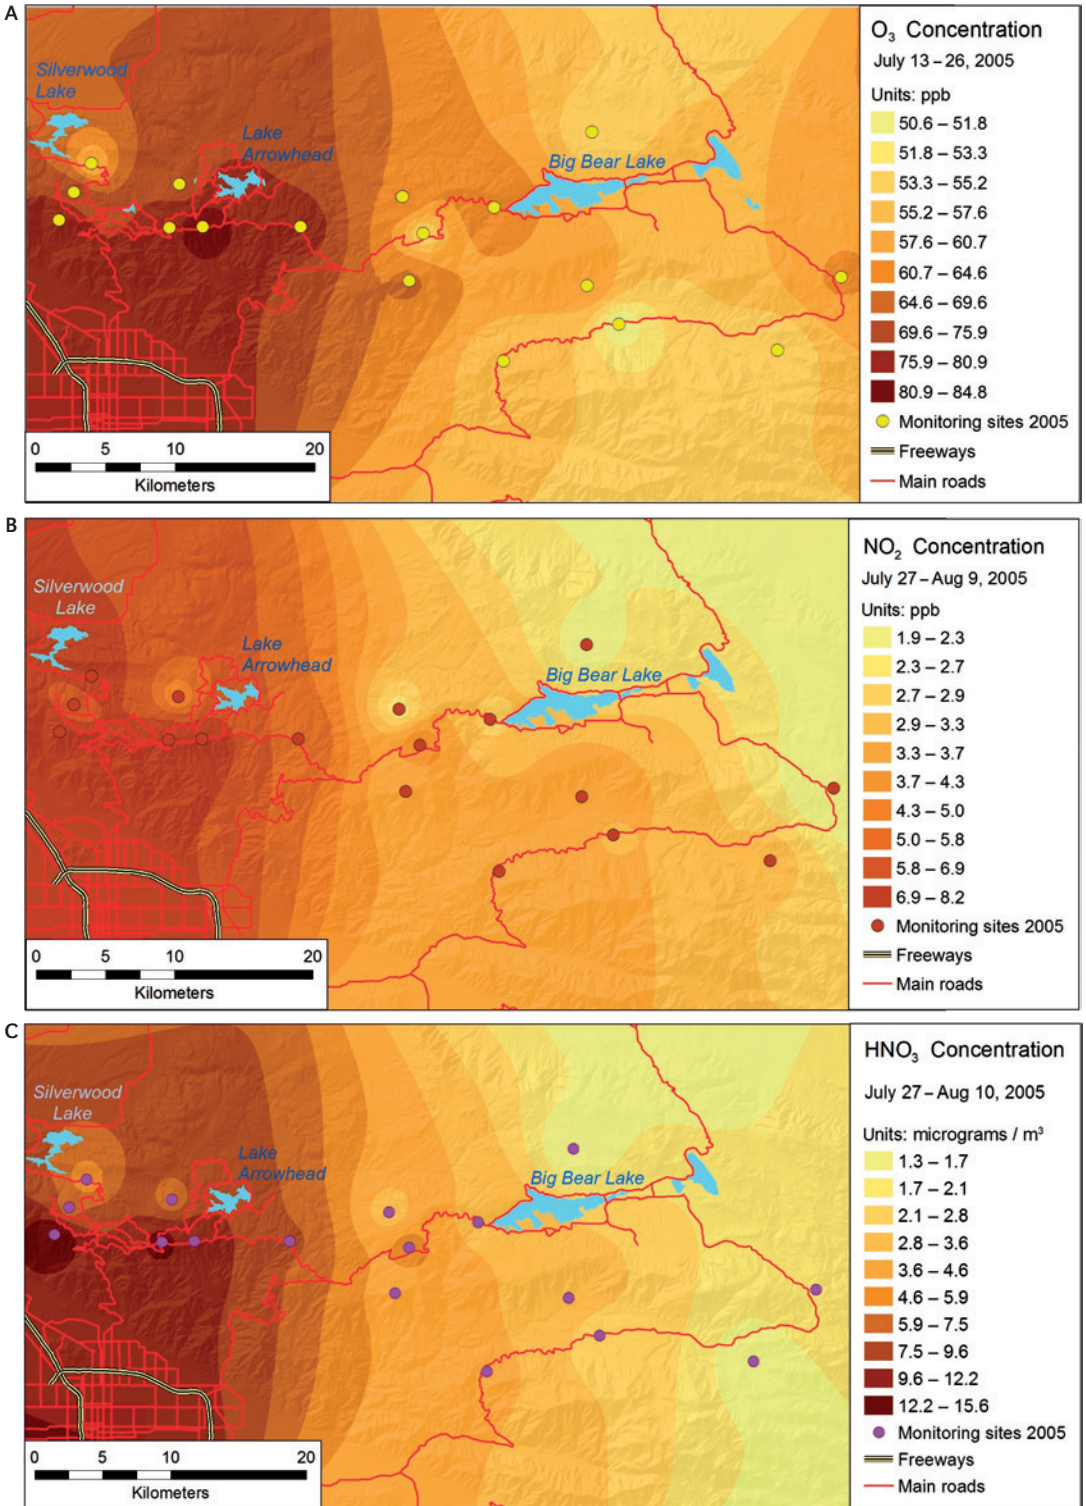 A
Silverwood
Lake
Lake
Arrowhead
Big Bear Lake
0 5 10 20
Kilometers
O₃ Concentration
July 13 – 26, 2005
Units: ppb
50.6 – 51.8
51.8 – 53.3
53.3 – 55.2
55.2 – 57.6
57.6 – 60.7
60.7 – 64.6
64.6 – 69.6
69.6 – 75.9
75.9 – 80.9
80.9 – 84.8
Monitoring sites 2005
Freeways
Main roads
B
Silverwood
Lake
Lake
Arrowhead
Big Bear Lake
0 5 10 20
Kilometers
NO₂ Concentration
July 27 – Aug 9, 2005
Units: ppb
1.9 – 2.3
2.3 – 2.7
2.7 – 2.9
2.9 – 3.3
3.3 – 3.7
3.7 – 4.3
4.3 – 5.0
5.0 – 5.8
5.8 – 6.9
6.9 – 8.2
Monitoring sites 2005
Freeways
Main roads
C
Silverwood
Lake
Lake
Arrowhead
Big Bear Lake
0 5 10 20
Kilometers
HNO₃ Concentration
July 27 – Aug 10, 2005
Units: micrograms / m³
1.3 – 1.7
1.7 – 2.1
2.1 – 2.8
2.8 – 3.6
3.6 – 4.6
4.6 – 5.9
5.9 – 7.5
7.5 – 9.6
9.6 – 12.2
12.2 – 15.6
Monitoring sites 2005
Freeways
Main roads